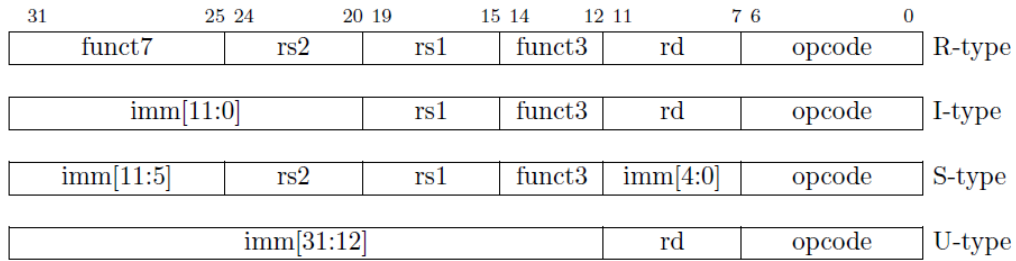 31 25 24 20 19 15 14 12 11 7 6 0
funct7 rs2 rs1 funct3 rd opcode R-type
imm[11:0] rs1 funct3 rd opcode I-type
imm[11:5] rs2 rs1 funct3 imm[4:0] opcode S-type
imm[31:12] rd opcode U-type